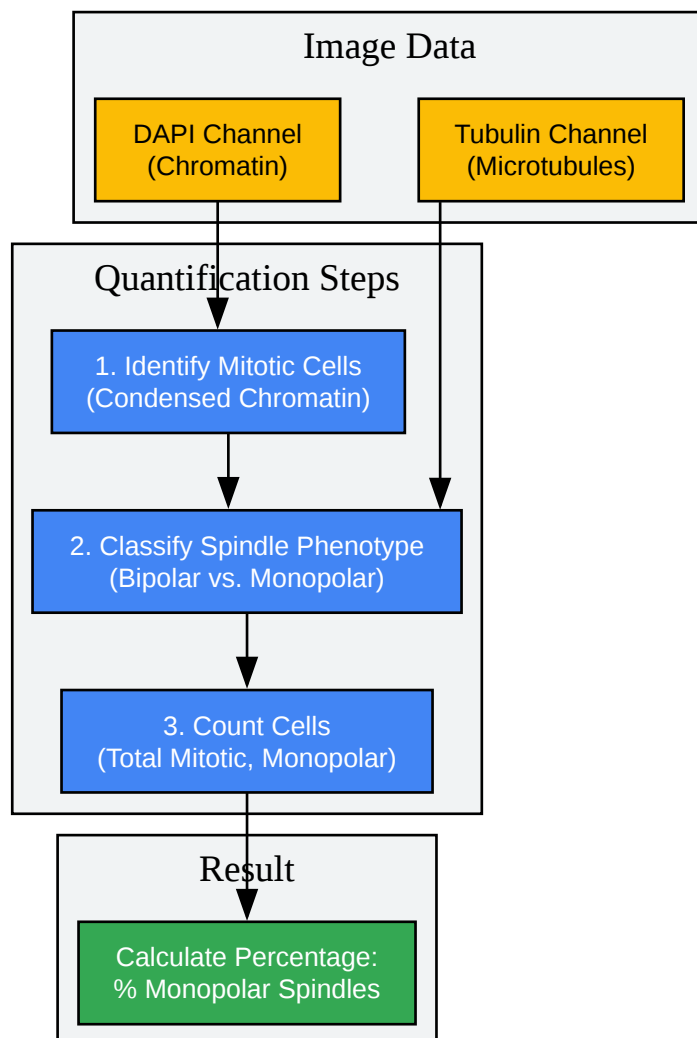 Image Data
DAPI Channel
(Chromatin)
Tubulin Channel
(Microtubules)
Quantification Steps
1. Identify Mitotic Cells
(Condensed Chromatin)
2. Classify Spindle Phenotype
(Bipolar vs. Monopolar)
3. Count Cells
(Total Mitotic, Monopolar)
Result
Calculate Percentage:
% Monopolar Spindles